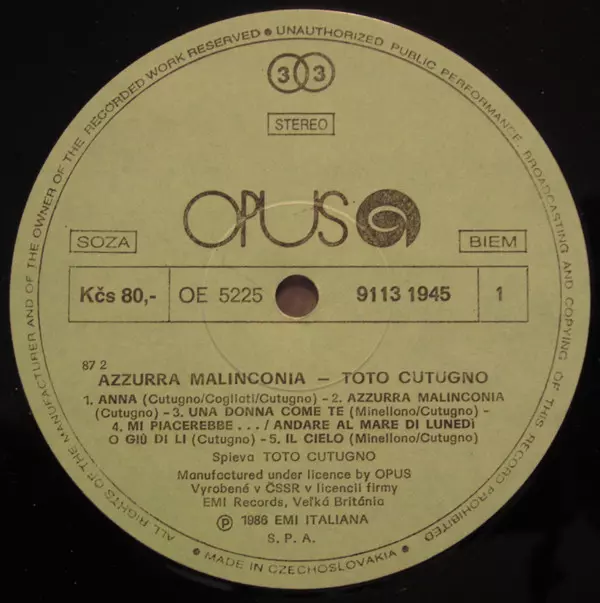 ALL RIGHTS OF THE MANUFACTURER AND OF THE OWNER OF THE RECORDED WORK RESERVED • UNAUTHORIZED PUBLIC PERFORMANCE, BROADCASTING AND COPYING OF THIS RECORD PROHIBITED
33
STEREO
OPUS
SOZA
BIEM
Kčs 80,-
OE 5225
9113 1945
1
87 2
AZZURRA MALINCONIA – TOTO CUTUGNO
1. ANNA (Cutugno/Cogliati/Cutugno) – 2. AZZURRA MALINCONIA
(Cutugno) – 3. UNA DONNA COME TE (Minellono/Cutugno) –
4. MI PIACEREBBE . . . / ANDARE AL MARE DI LUNEDÌ
O GIÙ DI LI (Cutugno) – 5. IL CIELO (Minellono/Cutugno)
Spieva TOTO CUTUGNO
Manufactured under licence by OPUS
Vyrobené v ČSSR v licencii firmy
EMI Records, Veľká Británia
℗ 1986 EMI ITALIANA
S. P. A.
• MADE IN CZECHOSLOVAKIA •